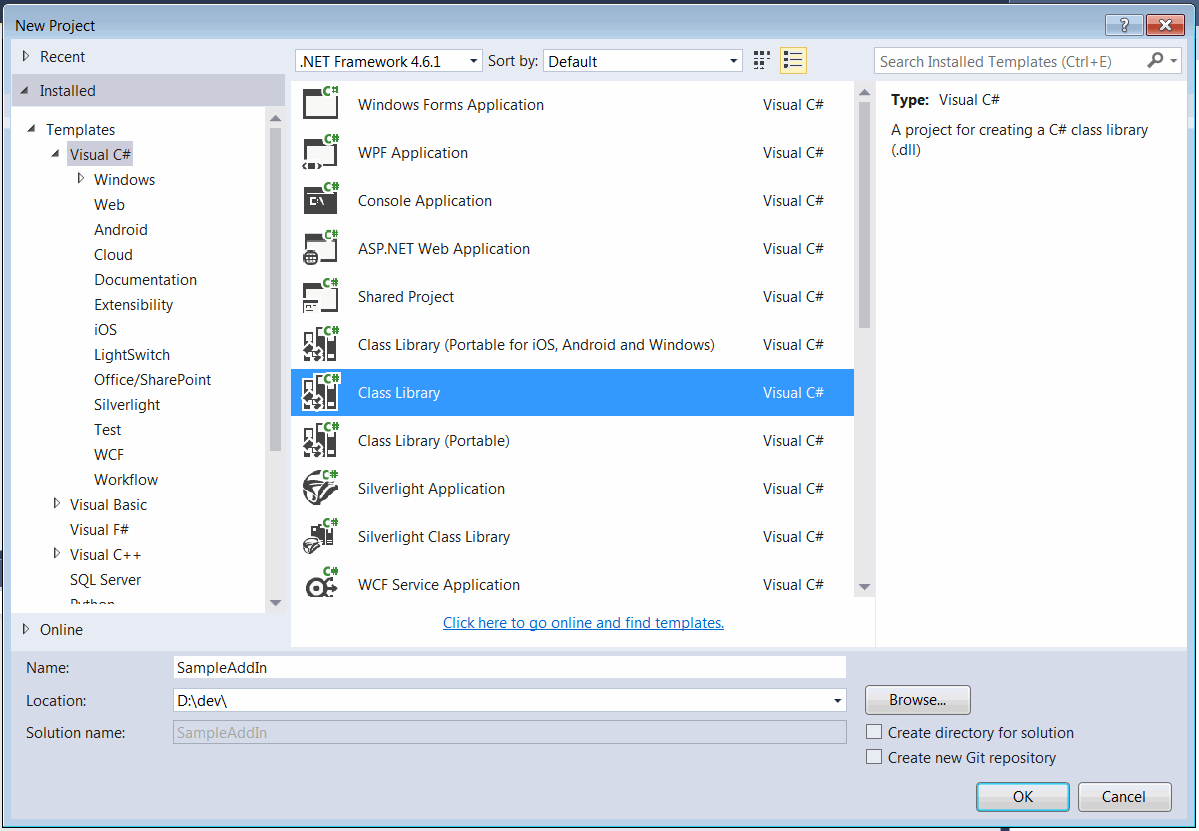 New Project
?
Recent
.NET Framework 4.6.1 Sort by: Default Search Installed Templates (Ctrl+E)
Installed
Templates
Visual C#
Windows
Web
Android
Cloud
Documentation
Extensibility
iOS
LightSwitch
Office/SharePoint
Silverlight
Test
WCF
Workflow
Visual Basic
Visual F#
Visual C++
SQL Server
Python
Online
C# Windows Forms Application Visual C#
C# WPF Application Visual C#
C# Console Application Visual C#
C# ASP.NET Web Application Visual C#
C# Shared Project Visual C#
C# Class Library (Portable for iOS, Android and Windows) Visual C#
C# Class Library Visual C#
C# Class Library (Portable) Visual C#
C# Silverlight Application Visual C#
C# Silverlight Class Library Visual C#
C# WCF Service Application Visual C#
Click here to go online and find templates.
Type: Visual C#
A project for creating a C# class library
(.dll)
Name: SampleAddIn
Location: D:\dev\ Browse...
Solution name: SampleAddIn
Create directory for solution
Create new Git repository
OK Cancel